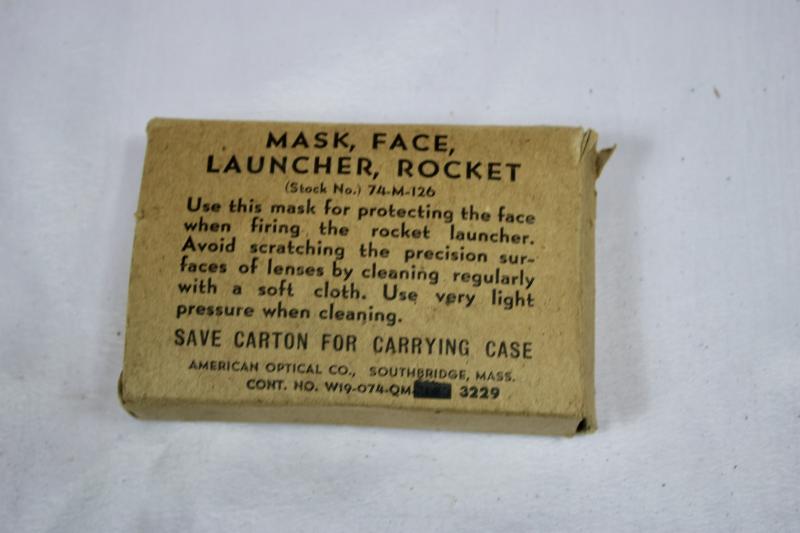 MASK, FACE,
LAUNCHER, ROCKET
(Stock No.) 74-M-126
Use this mask for protecting the face
when firing the rocket launcher.
Avoid scratching the precision sur-
faces of lenses by cleaning regularly
with a soft cloth. Use very light
pressure when cleaning.
SAVE CARTON FOR CARRYING CASE
AMERICAN OPTICAL CO., SOUTHBRIDGE, MASS.
CONT. NO. W19-074-QM- 3229